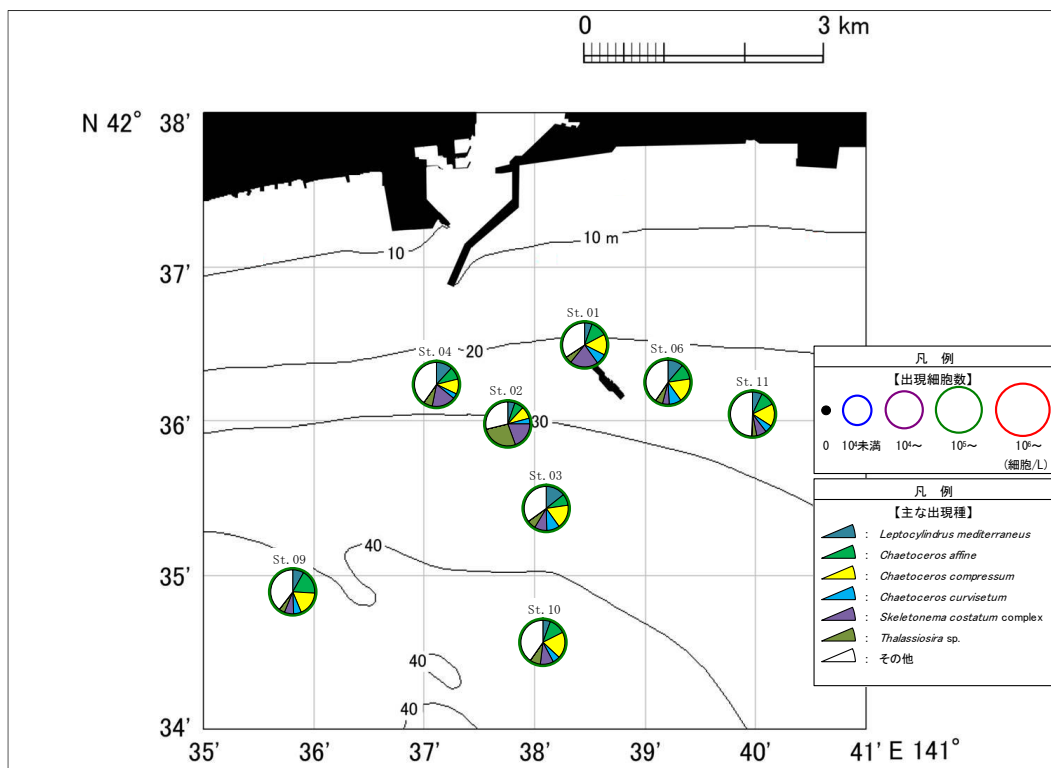 0 3 km
N 42° 38'
10
10 m
37'
St.01
St.04
20
St.06
St.02
St.11
30
36'
St.03
40
St.09
35'
St.10
40
40
34'
35' 36' 37' 38' 39' 40' 41' E 141°
凡 例
【出現細胞数】
0 10⁴未満 10⁴～ 10⁵～ 10⁶～
(細胞/L)
凡 例
【主な出現種】
: Leptocylindrus mediterraneus
: Chaetoceros affine
: Chaetoceros compressum
: Chaetoceros curvisetum
: Skeletonema costatum complex
: Thalassiosira sp.
: その他